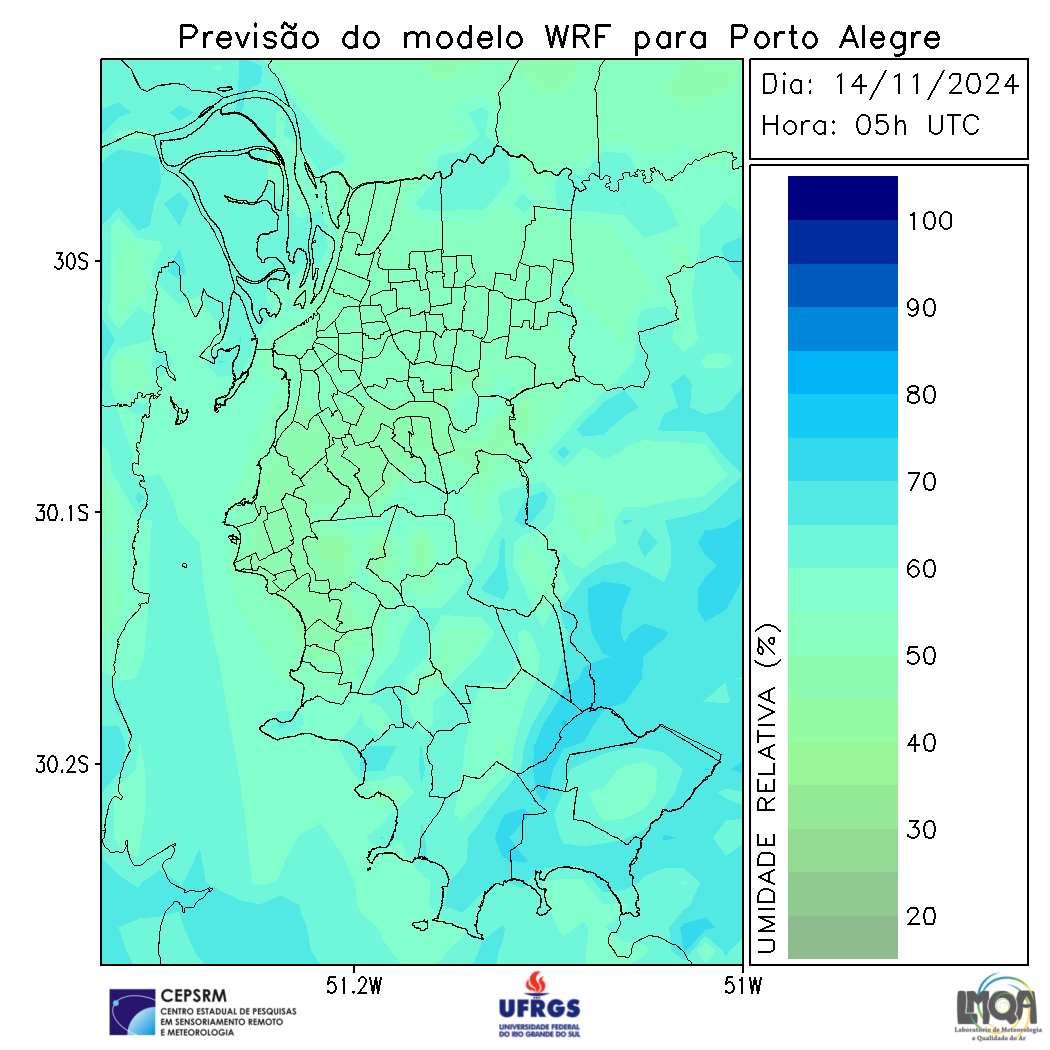 Previsão do modelo WRF para Porto Alegre
Dia: 14/11/2024
Hora: 05h UTC
30S
30.1S
30.2S
51.2W
51W
100
90
80
70
60
50
40
30
20
UMIDADE RELATIVA (%)
CEPSRM
CENTRO ESTADUAL DE PESQUISAS
EM SENSORIAMENTO REMOTO
E METEOROLOGIA
UFRGS
UNIVERSIDADE FEDERAL
DO RIO GRANDE DO SUL
LMQA
Laboratório de Meteorologia
e Qualidade do Ar